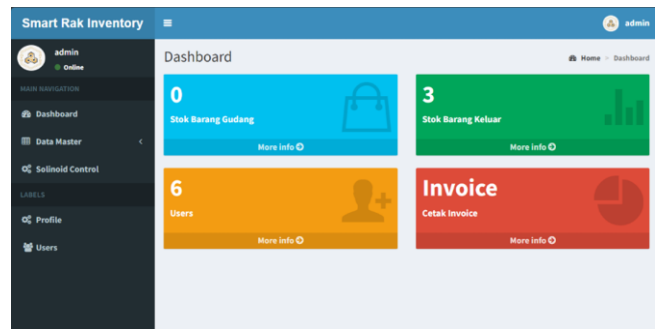 Smart Rak Inventory
admin
admin
Online
MAIN NAVIGATION
Dashboard
Data Master
Solinoid Control
LABELS
Profile
Users
Dashboard
Home > Dashboard
0
Stok Barang Gudang
More info
3
Stok Barang Keluar
More info
6
Users
More info
Invoice
Cetak Invoice
More info